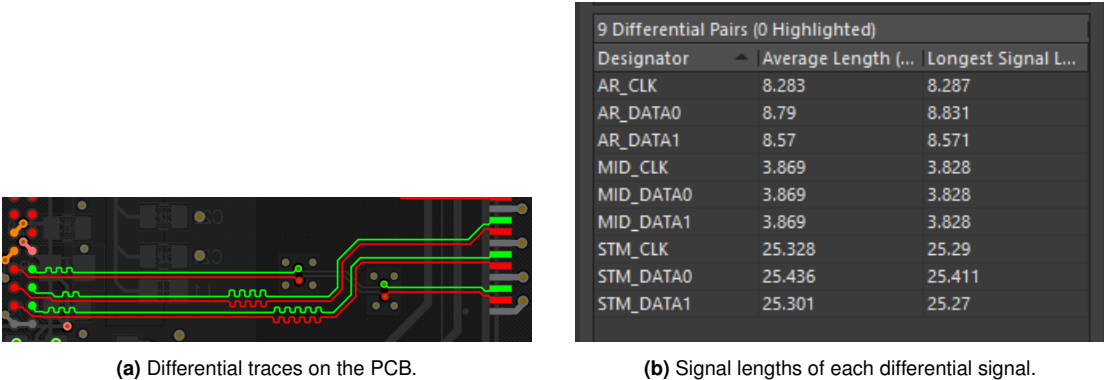 9 Differential Pairs (0 Highlighted)
Designator Average Length (... Longest Signal L...
AR_CLK 8.283 8.287
AR_DATA0 8.79 8.831
AR_DATA1 8.57 8.571
MID_CLK 3.869 3.828
MID_DATA0 3.869 3.828
MID_DATA1 3.869 3.828
STM_CLK 25.328 25.29
STM_DATA0 25.436 25.411
STM_DATA1 25.301 25.27
(a) Differential traces on the PCB.
(b) Signal lengths of each differential signal.